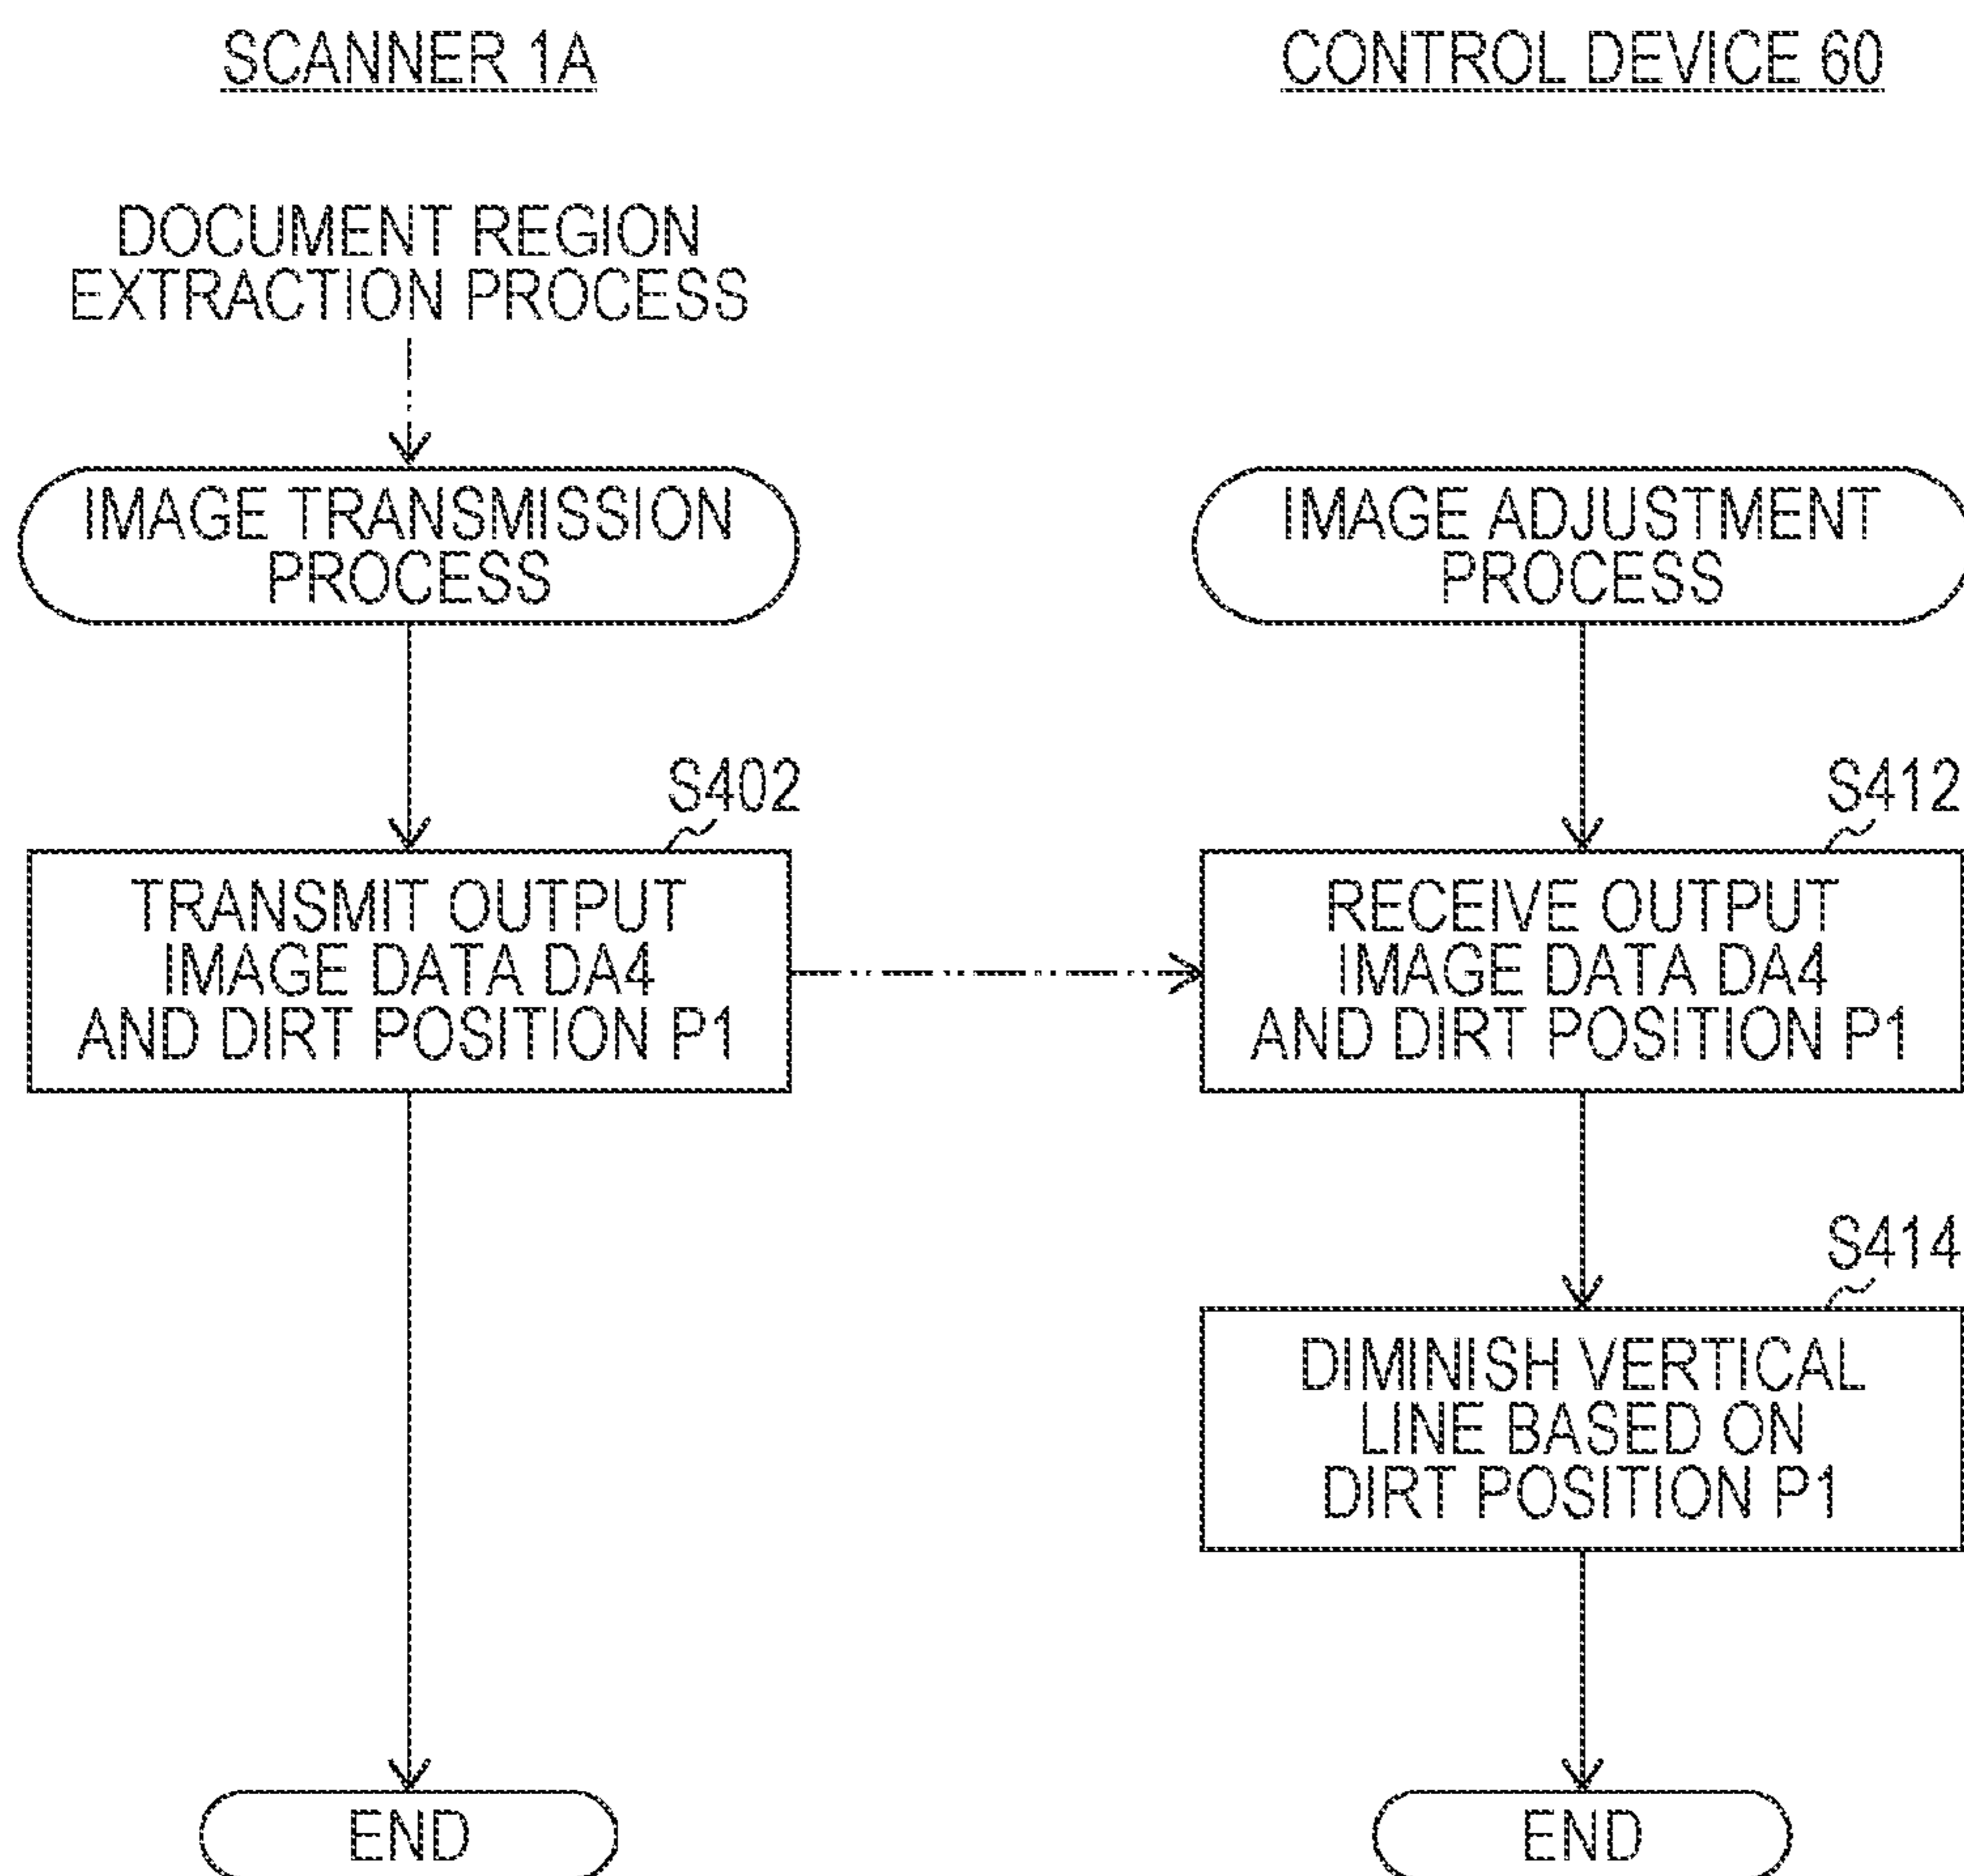 SCANNER 1A
CONTROL DEVICE 60
DOCUMENT REGION
EXTRACTION PROCESS
IMAGE TRANSMISSION
PROCESS
IMAGE ADJUSTMENT
PROCESS
S402
TRANSMIT OUTPUT
IMAGE DATA DA4
AND DIRT POSITION P1
S412
RECEIVE OUTPUT
IMAGE DATA DA4
AND DIRT POSITION P1
S414
DIMINISH VERTICAL
LINE BASED ON
DIRT POSITION P1
END
END